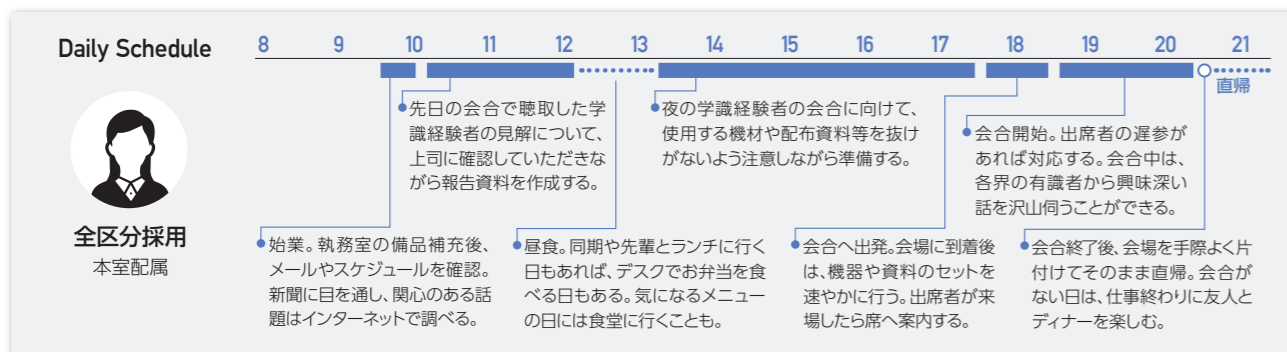 Daily Schedule
8 9 10 11 12 13 14 15 16 17 18 19 20 21
直帰
全区分採用
本室配属
先日の会合で聴取した学
識経験者の見解について、
上司に確認していただきな
がら報告資料を作成する。
夜の学識経験者の会合に向けて、
使用する機材や配布資料等を抜け
がないよう注意しながら準備する。
会合開始。出席者の遅参が
あれば対応する。会合中は、
各界の有識者から興味深い
話を沢山伺うことができる。
始業。執務室の備品補充後、
メールやスケジュールを確認。
新聞に目を通し、関心のある話
題はインターネットで調べる。
昼食。同期や先輩とランチに行く
日もあれば、デスクでお弁当を食
べる日もある。気になるメニュー
の日には食堂に行くことも。
会合へ出発。会場に到着後
は、機器や資料のセットを
速やかに行う。出席者が来
場したら席へ案内する。
会合終了後、会場を手際よく片
付けてそのまま直帰。会合が
ない日は、仕事終わりに友人と
ディナーを楽しむ。